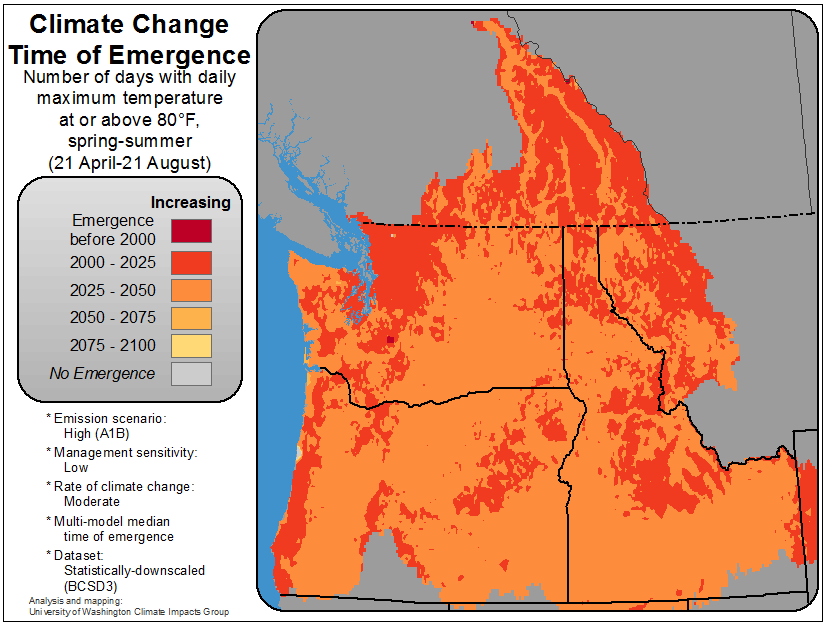 Climate Change
Time of Emergence
Number of days with daily
maximum temperature
at or above 80°F,
spring-summer
(21 April-21 August)
Increasing
Emergence
before 2000
2000 - 2025
2025 - 2050
2050 - 2075
2075 - 2100
No Emergence
* Emission scenario:
High (A1B)
* Management sensitivity:
Low
* Rate of climate change:
Moderate
* Multi-model median
time of emergence
* Dataset:
Statistically-downscaled
(BCSD3)
Analysis and mapping:
University of Washington Climate Impacts Group